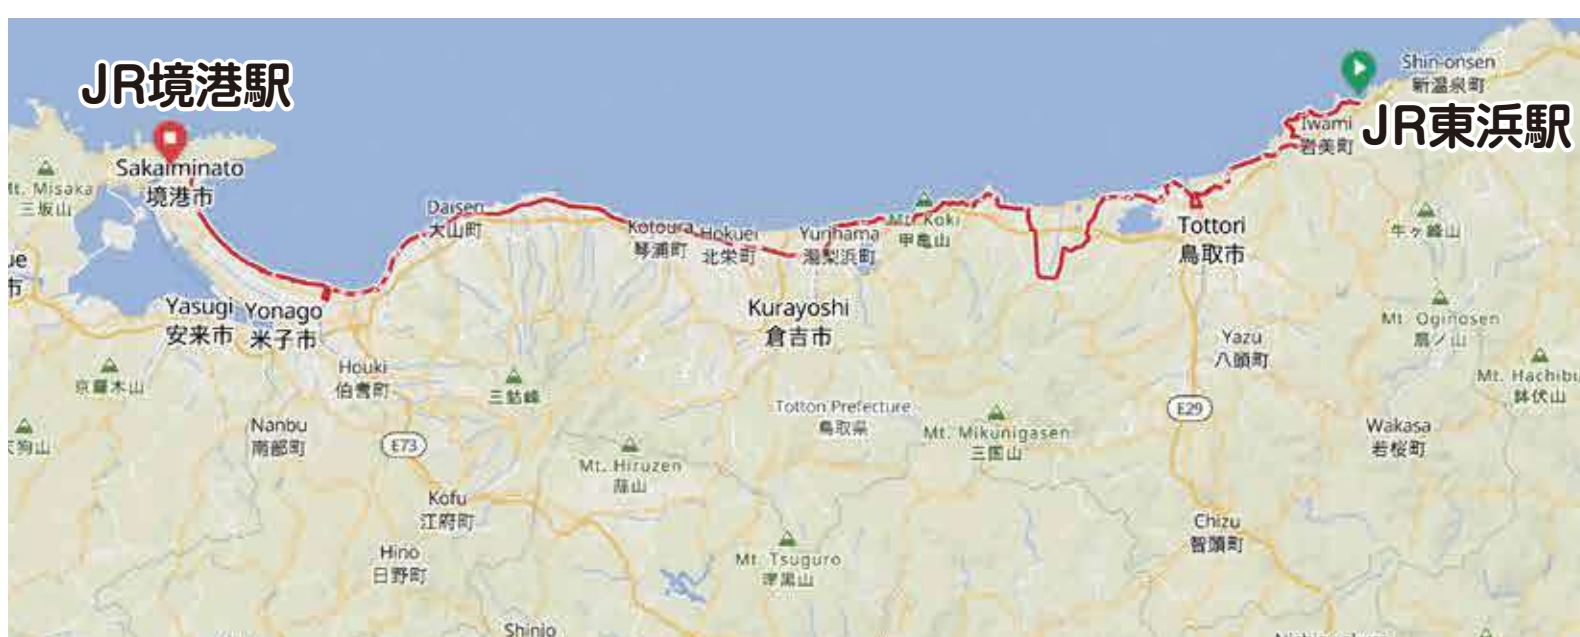 JR境港駅
Shin-onsen
新温泉町
JR東浜駅
Iwami
岩美町
Sakaiminato
境港市
Mt. Misaka
三坂山
Daisen
大山町
Kotoura
琴浦町
Hokuei
北栄町
Yurihama
湯梨浜町
Mt. Koki
甲亀山
Tottori
鳥取市
牛ヶ峰山
ue
市
Yasugi
安来市
Yonago
米子市
Kurayoshi
倉吉市
Mt. Oginosen
扇ノ山
Yazu
八頭町
京羅木山
Houki
伯耆町
三鈷峰
Mt. Hachibu
鉢伏山
Tottori Prefecture
鳥取県
E29
Nanbu
南部町
E73
Mt. Mikunigasen
三国山
Wakasa
若桜町
狗山
Mt. Hiruzen
蒜山
Kofu
江府町
Chizu
智頭町
Hino
日野町
Mt. Tsuguro
津黒山
Shinjo